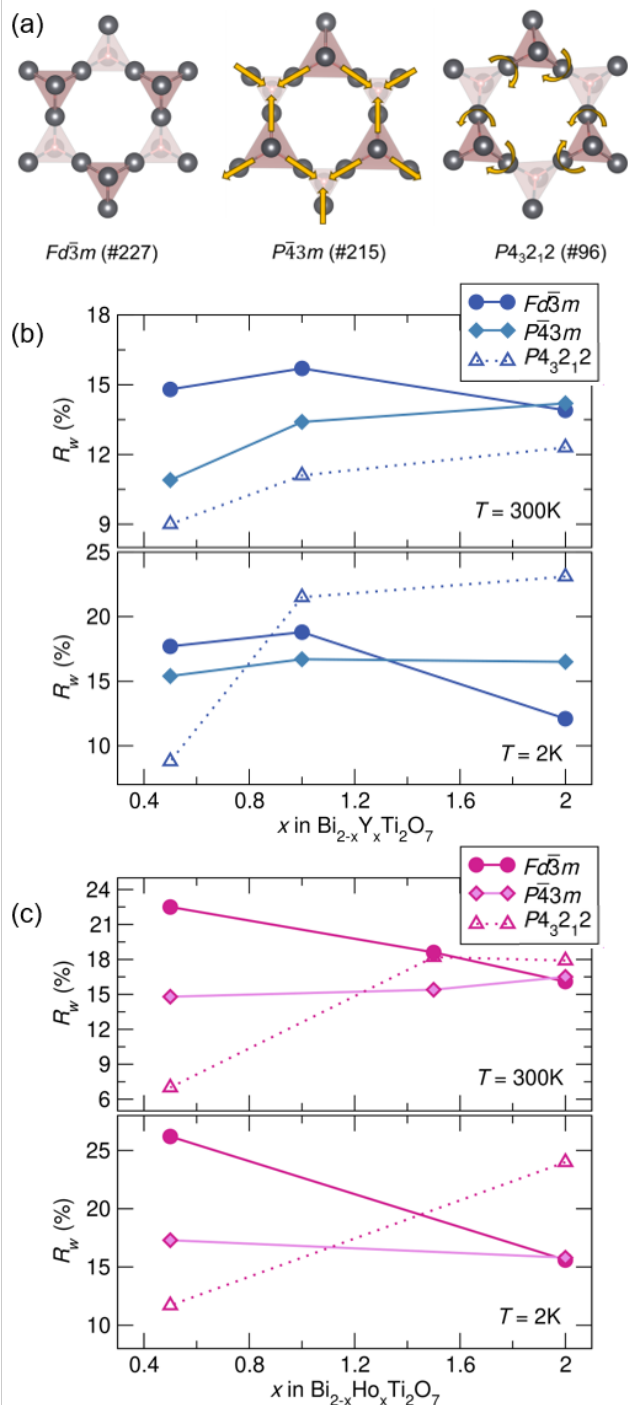 (a)
Fd3̅m (#227) P4̅3m (#215) P4₃2₁2 (#96)
(b)
Fd3̅m
P4̅3m
P4₃2₁2
18
15
12
9
R_w (%)
T = 300K
25
20
15
10
R_w (%)
T = 2K
0.4 0.8 1.2 1.6 2
x in Bi₂₋ₓYₓTi₂O₇
(c)
Fd3̅m
P4̅3m
P4₃2₁2
24
21
18
15
12
9
6
R_w (%)
T = 300K
25
20
15
10
R_w (%)
T = 2K
0.4 0.8 1.2 1.6 2
x in Bi₂₋ₓHoₓTi₂O₇